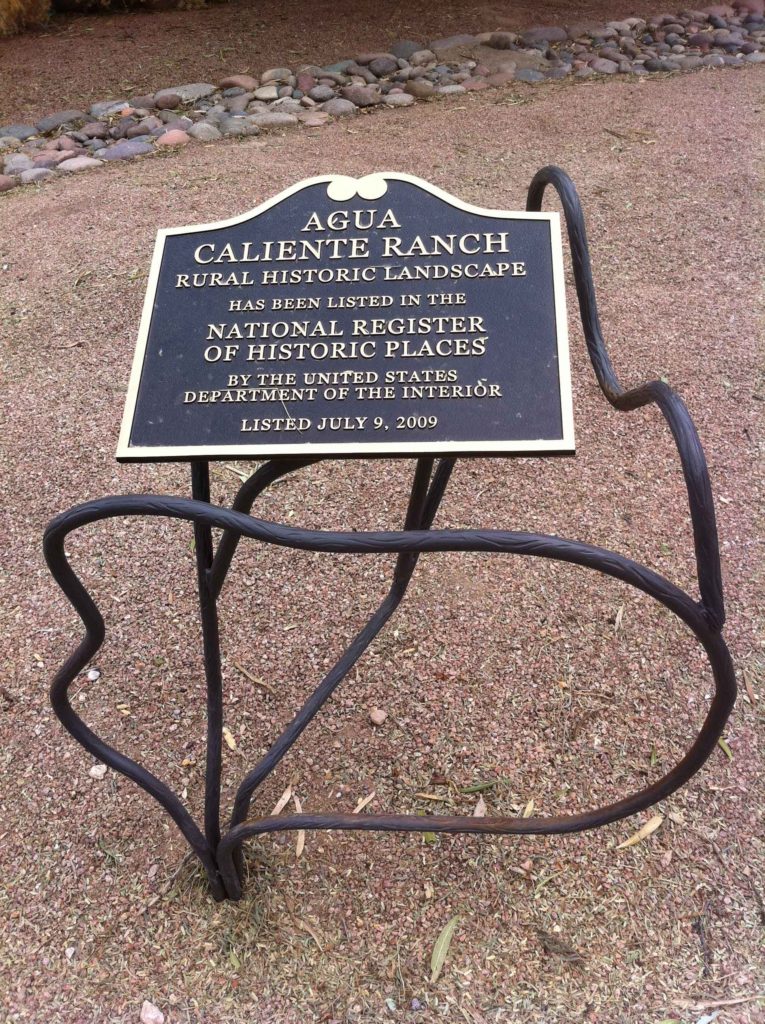 AGUA
CALIENTE RANCH
RURAL HISTORIC LANDSCAPE
HAS BEEN LISTED IN THE
NATIONAL REGISTER
OF HISTORIC PLACES
BY THE UNITED STATES
DEPARTMENT OF THE INTERIOR
LISTED JULY 9, 2009